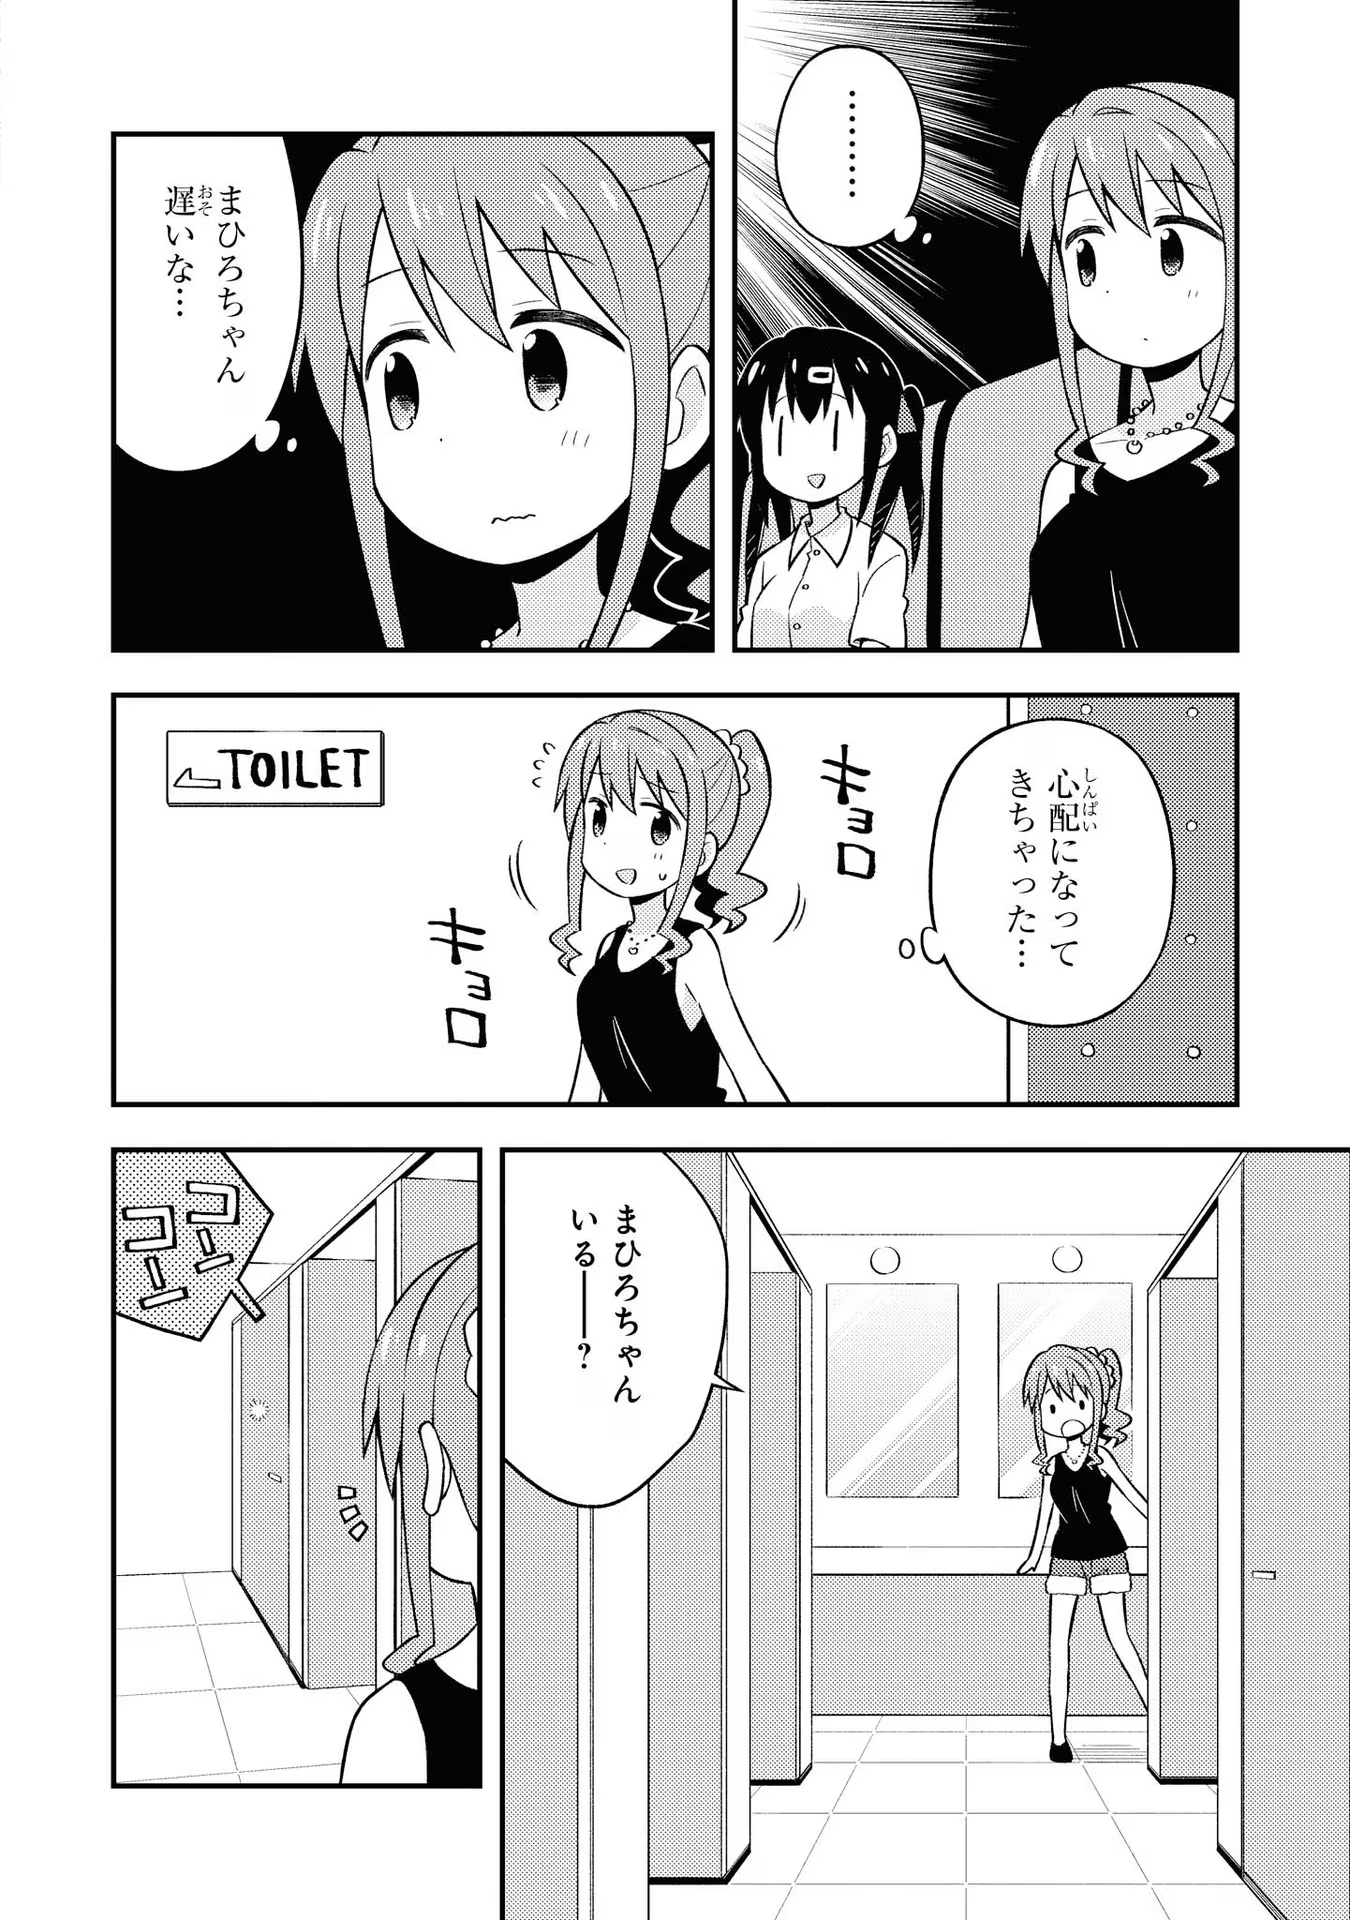 ………
まひろちゃん
遅いな…
おそ
心配になって
しんぱい
きちゃった…
キョロ
キョロ
←TOILET
まひろちゃん
いる――?
コーコー